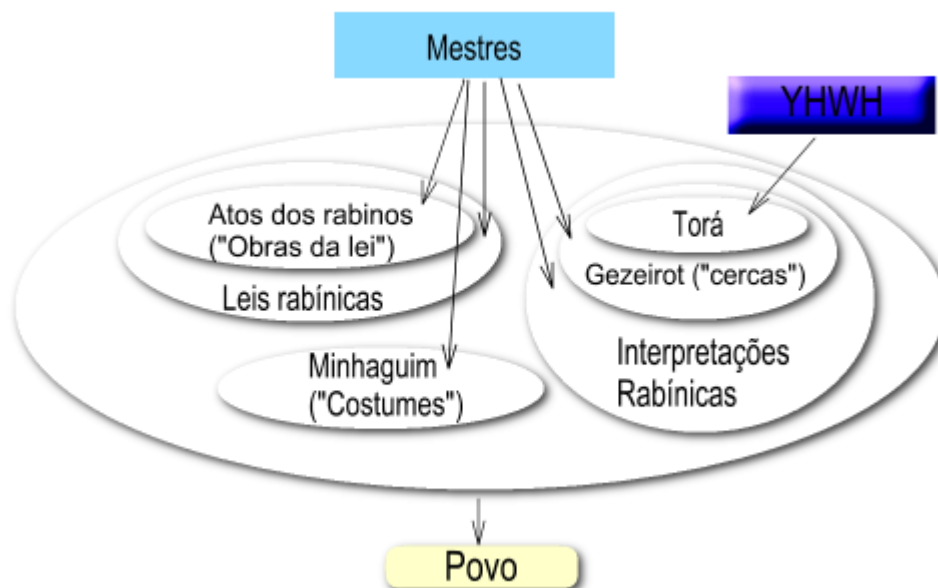 Mestres
YHWH
Atos dos rabinos
("Obras da lei")
Leis rabínicas
Torá
Gezeirot ("cercas")
Interpretações
Rabínicas
Minhaguim
("Costumes")
Povo